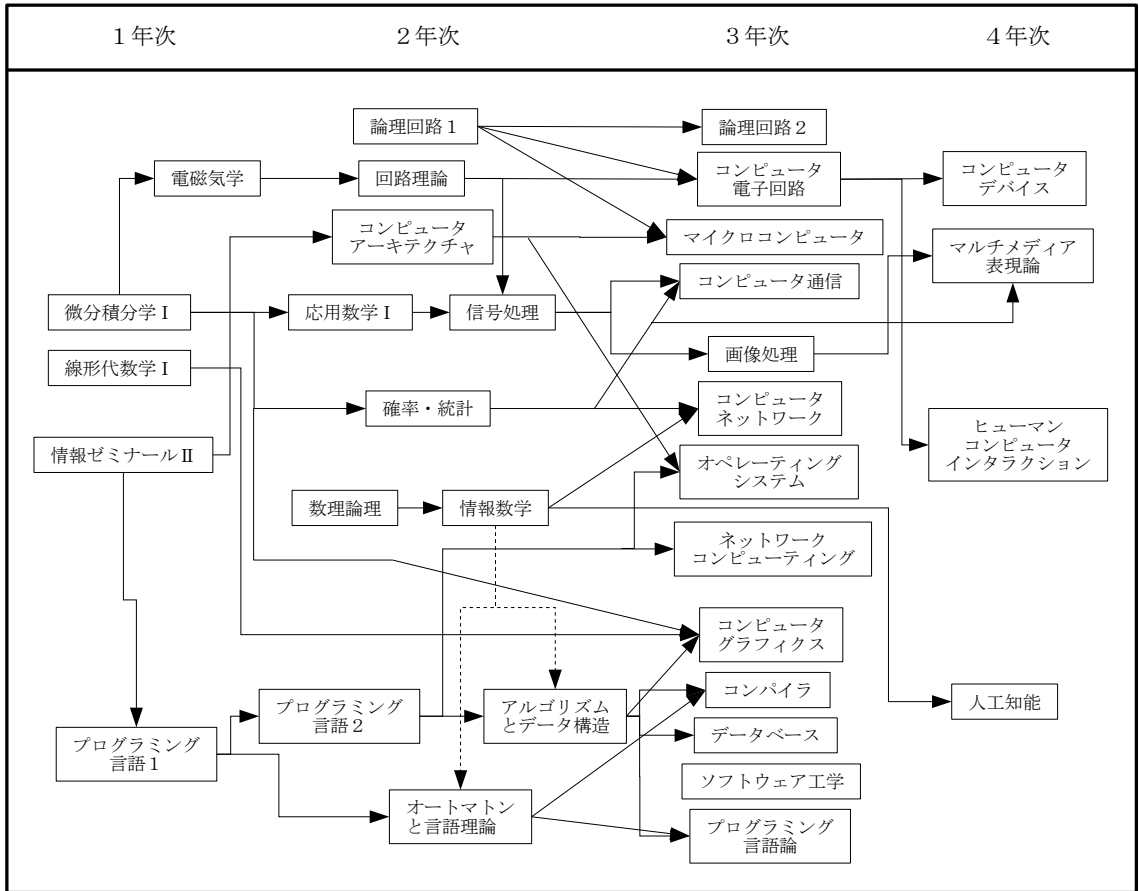 １年次
２年次
３年次
４年次
論理回路１
論理回路２
電磁気学
回路理論
コンピュータ
電子回路
コンピュータ
デバイス
コンピュータ
アーキテクチャ
マイクロコンピュータ
マルチメディア
表現論
コンピュータ通信
微分積分学Ⅰ
応用数学Ⅰ
信号処理
画像処理
線形代数学Ⅰ
確率・統計
コンピュータ
ネットワーク
ヒューマン
コンピュータ
インタラクション
情報ゼミナールⅡ
オペレーティング
システム
数理論理
情報数学
ネットワーク
コンピューティング
コンピュータ
グラフィクス
コンパイラ
人工知能
プログラミング
言語２
アルゴリズム
とデータ構造
データベース
プログラミング
言語１
ソフトウェア工学
オートマトン
と言語理論
プログラミング
言語論